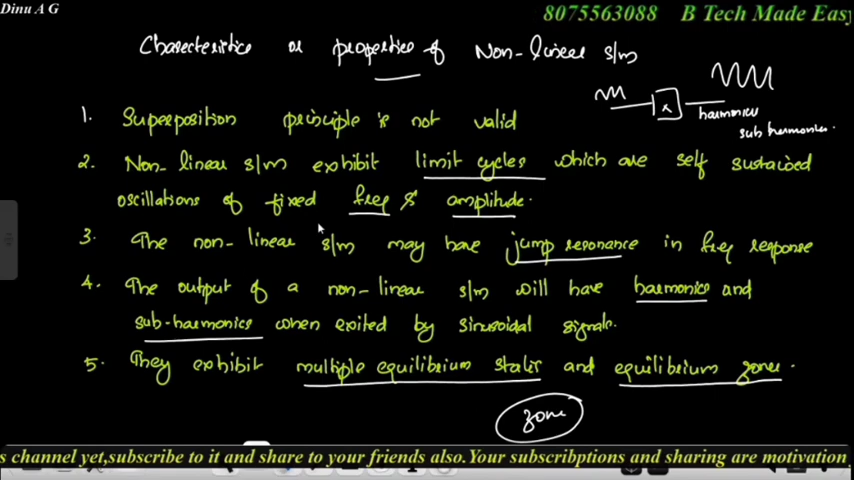 Dinu A G
8075563088 B Tech Made Easy
Characteristics or properties of Non-linear s/m
harmonics
sub harmonics.
1. Superposition principle is not valid
2. Non-linear s/m exhibit limit cycles which are self sustained
oscillations of fixed freq & amplitude.
3. The non-linear s/m may have jump resonance in freq response
4. The output of a non-linear s/m will have harmonics and
sub-harmonics when exited by sinusoidal signals.
5. They exhibit multiple equilibrium states and equilibrium zones.
zone
s channel yet,subscribe to it and share to your friends also.Your subscribptions and sharing are motivation